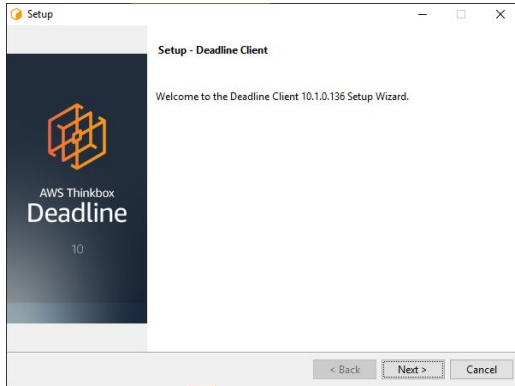 Setup
Setup - Deadline Client
Welcome to the Deadline Client 10.1.0.136 Setup Wizard.
AWS Thinkbox
Deadline
10
< Back
Next >
Cancel